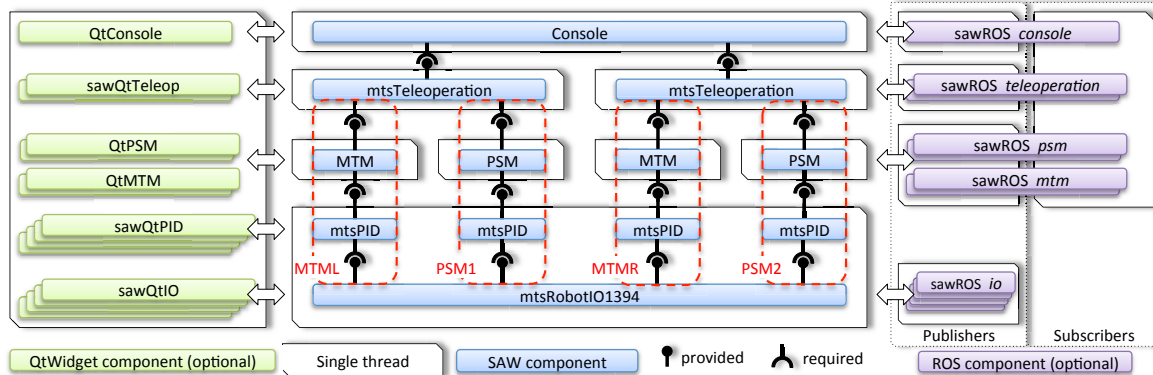 QtConsole
Console
sawROS console
sawQtTeleop
mtsTeleoperation
mtsTeleoperation
sawROS teleoperation
QtPSM
MTM
PSM
MTM
PSM
sawROS psm
QtMTM
sawROS mtm
sawQtPID
mtsPID
mtsPID
mtsPID
mtsPID
MTML
PSM1
MTMR
PSM2
sawQtIO
mtsRobotIO1394
sawROS io
Publishers
Subscribers
QtWidget component (optional)
Single thread
SAW component
provided
required
ROS component (optional)